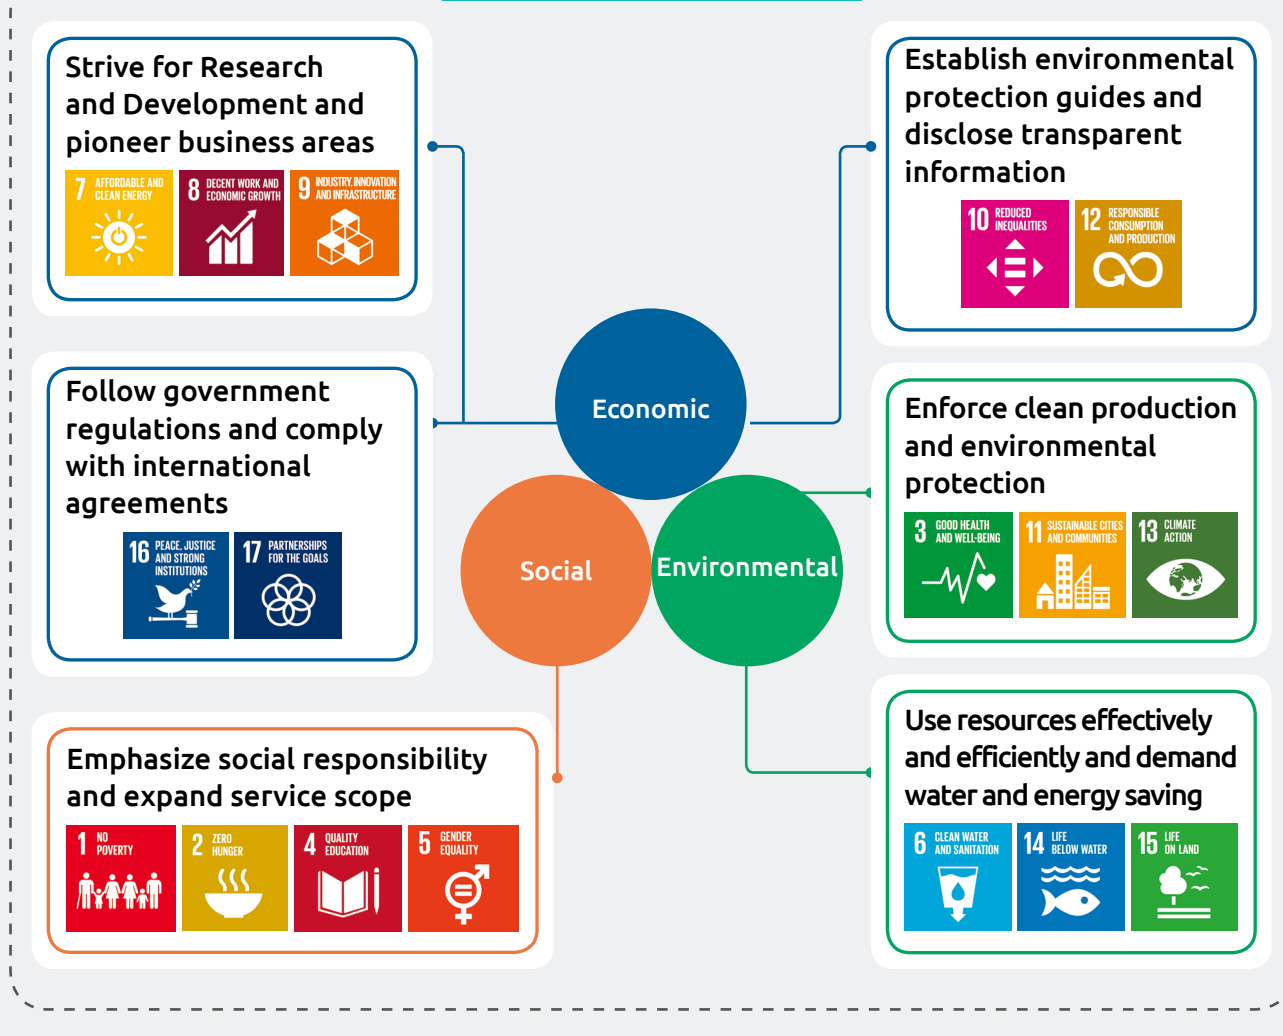 Strive for Research
and Development and
pioneer business areas
7 AFFORDABLE AND
CLEAN ENERGY
8 DECENT WORK AND
ECONOMIC GROWTH
9 INDUSTRY, INNOVATION
AND INFRASTRUCTURE
Establish environmental
protection guides and
disclose transparent
information
10 REDUCED
INEQUALITIES
12 RESPONSIBLE
CONSUMPTION
AND PRODUCTION
Follow government
regulations and comply
with international
agreements
16 PEACE, JUSTICE
AND STRONG
INSTITUTIONS
17 PARTNERSHIPS
FOR THE GOALS
Economic
Social
Environmental
Enforce clean production
and environmental
protection
3 GOOD HEALTH
AND WELL-BEING
11 SUSTAINABLE CITIES
AND COMMUNITIES
13 CLIMATE
ACTION
Emphasize social responsibility
and expand service scope
1 NO
POVERTY
2 ZERO
HUNGER
4 QUALITY
EDUCATION
5 GENDER
EQUALITY
Use resources effectively
and efficiently and demand
water and energy saving
6 CLEAN WATER
AND SANITATION
14 LIFE
BELOW WATER
15 LIFE
ON LAND